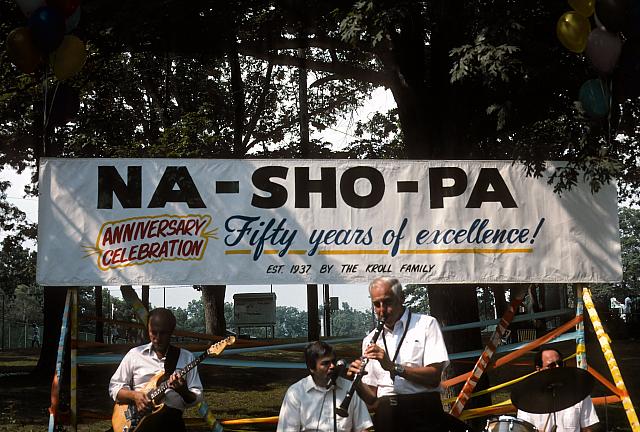 NA-SHO-PA
ANNIVERSARY CELEBRATION
Fifty years of excellence!
EST. 1937 BY THE KROLL FAMILY